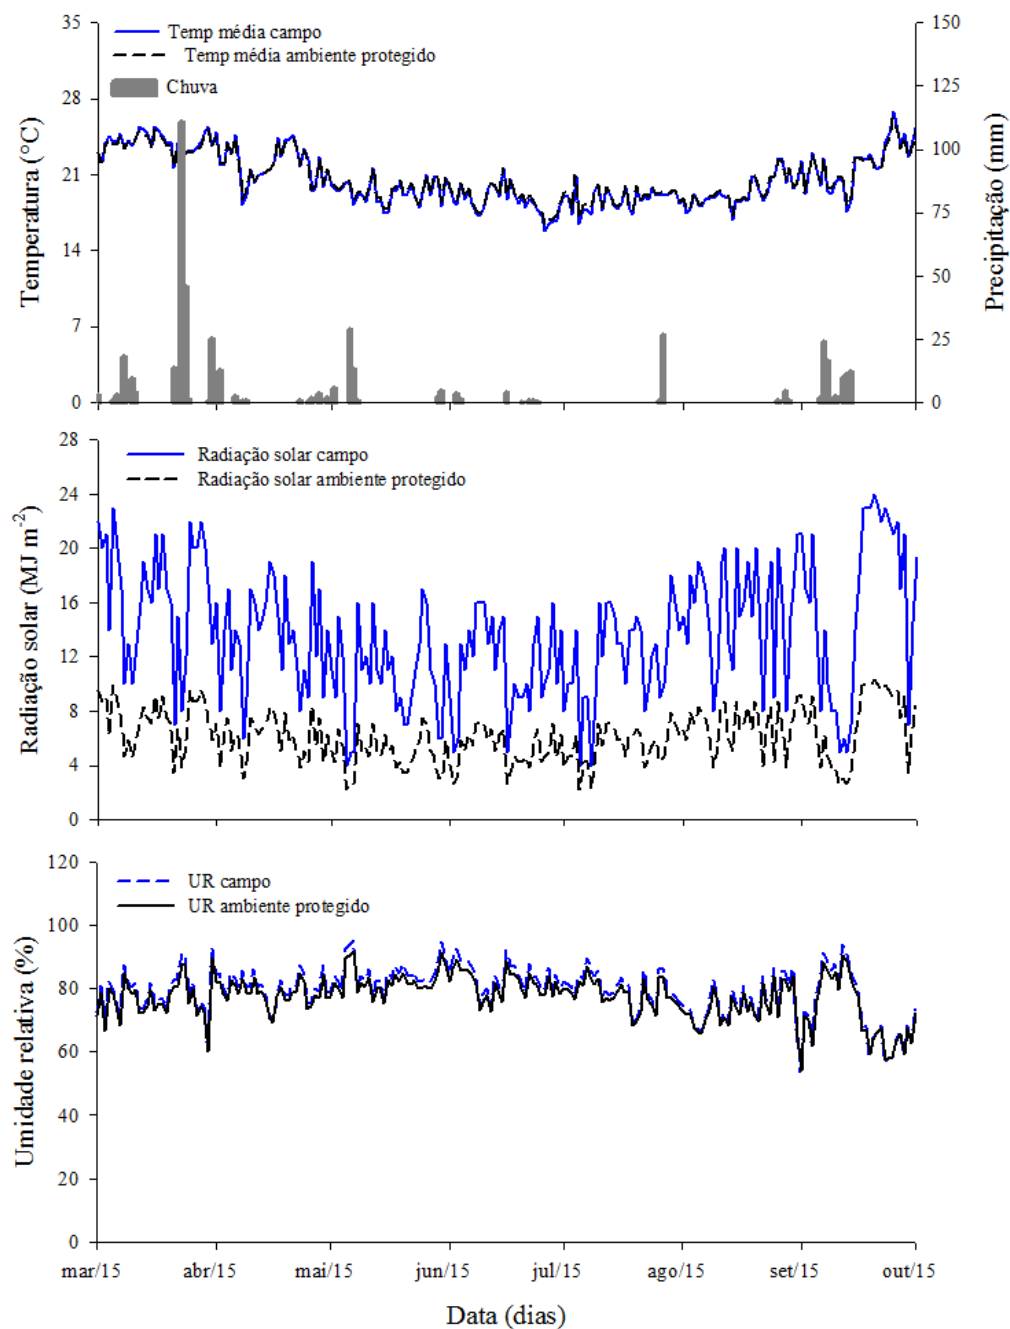 35
150
Temp média campo
Temp média ambiente protegido
Chuva
28
125
21
100
75
14
50
7
25
0
0
Temperatura (°C)
Precipitação (mm)
28
Radiação solar campo
Radiação solar ambiente protegido
24
20
16
12
8
4
0
Radiação solar (MJ m-2)
120
UR campo
UR ambiente protegido
100
80
60
40
20
0
Umidade relativa (%)
mar/15 abr/15 mai/15 jun/15 jul/15 ago/15 set/15 out/15
Data (dias)